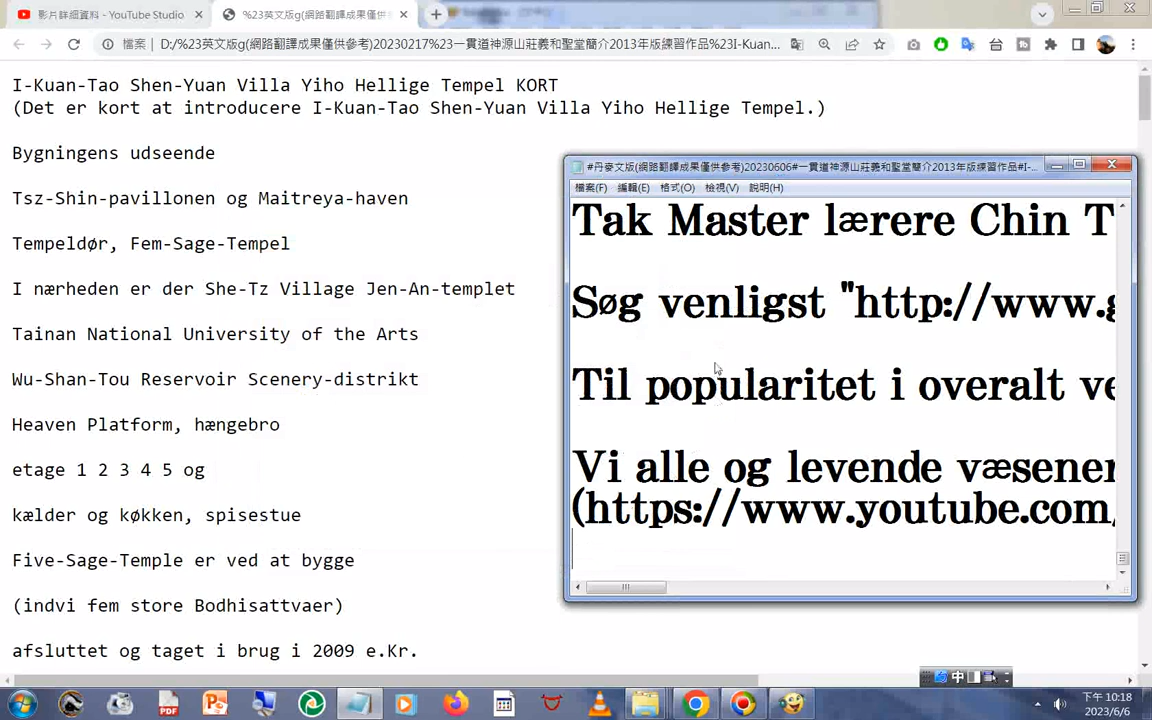 影片詳細資料 - YouTube Studio
%23英文版g(網路翻譯成果僅供
檔案 | D:/%23英文版g(網路翻譯成果僅供參考)20230217%23一貫道神源山莊義和聖堂簡介2013年版練習作品%23I-Kuan...
I-Kuan-Tao Shen-Yuan Villa Yiho Hellige Tempel KORT
(Det er kort at introducere I-Kuan-Tao Shen-Yuan Villa Yiho Hellige Tempel.)
Bygningens udseende
Tsz-Shin-pavillonen og Maitreya-haven
Tempeldør, Fem-Sage-Tempel
I nærheden er der She-Tz Village Jen-An-templet
Tainan National University of the Arts
Wu-Shan-Tou Reservoir Scenery-distrikt
Heaven Platform, hængebro
etage 1 2 3 4 5 og
kælder og køkken, spisestue
Five-Sage-Temple er ved at bygge
(indvi fem store Bodhisattvaer)
afsluttet og taget i brug i 2009 e.Kr.
#丹麥文版(網路翻譯成果僅供參考)20230606#一貫道神源山莊義和聖堂簡介2013年版練習作品#I-...
檔案(F) 編輯(E) 格式(O) 檢視(V) 說明(H)
Tak Master lærere Chin T
Søg venligst "http://www.g
Til popularitet i overalt ve
Vi alle og levende væsener
(https://www.youtube.com/
中
下午 10:18
2023/6/6